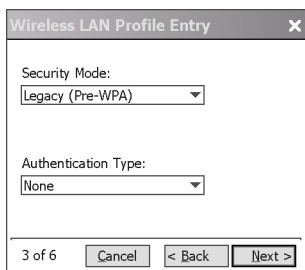 Wireless LAN Profile Entry X
Security Mode:
Legacy (Pre-WPA)
Authentication Type:
None
3 of 6 Cancel < Back Next >